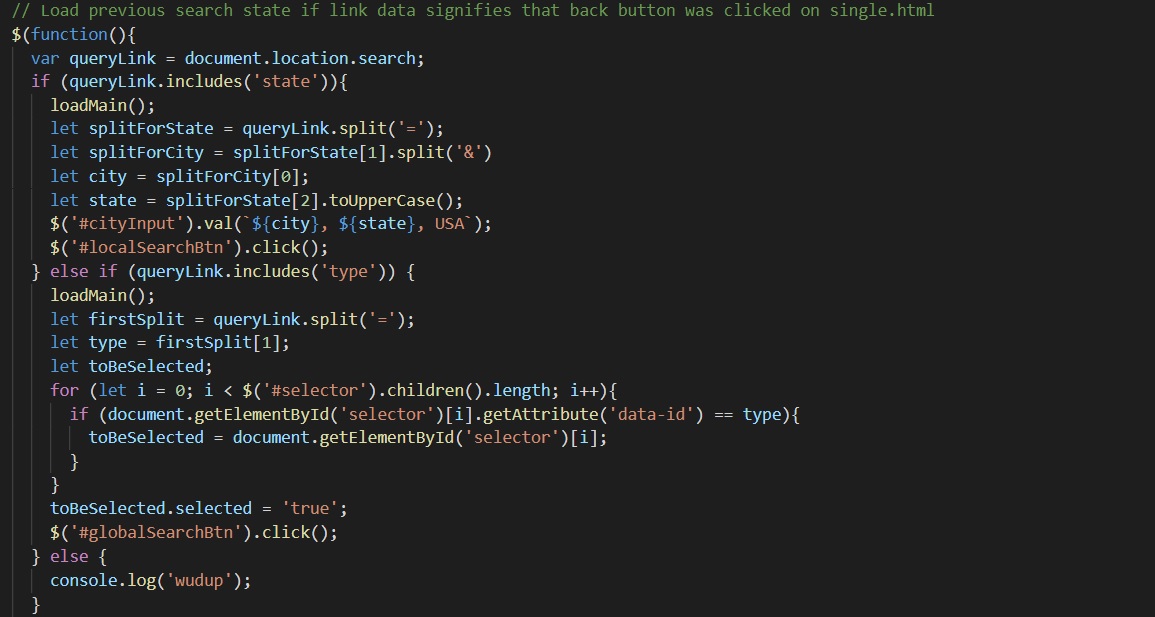 // Load previous search state if link data signifies that back button was clicked on single.html
$(function(){
  var queryLink = document.location.search;
  if (queryLink.includes('state')){
    loadMain();
    let splitForState = queryLink.split('=');
    let splitForCity = splitForState[1].split('&')
    let city = splitForCity[0];
    let state = splitForState[2].toUpperCase();
    $('#cityInput').val(`${city}, ${state}, USA`);
    $('#localSearchBtn').click();
  } else if (queryLink.includes('type')) {
    loadMain();
    let firstSplit = queryLink.split('=');
    let type = firstSplit[1];
    let toBeSelected;
    for (let i = 0; i < $('#selector').children().length; i++){
      if (document.getElementById('selector')[i].getAttribute('data-id') == type){
        toBeSelected = document.getElementById('selector')[i];
      }
    }
    toBeSelected.selected = 'true';
    $('#globalSearchBtn').click();
  } else {
    console.log('wudup');
  }